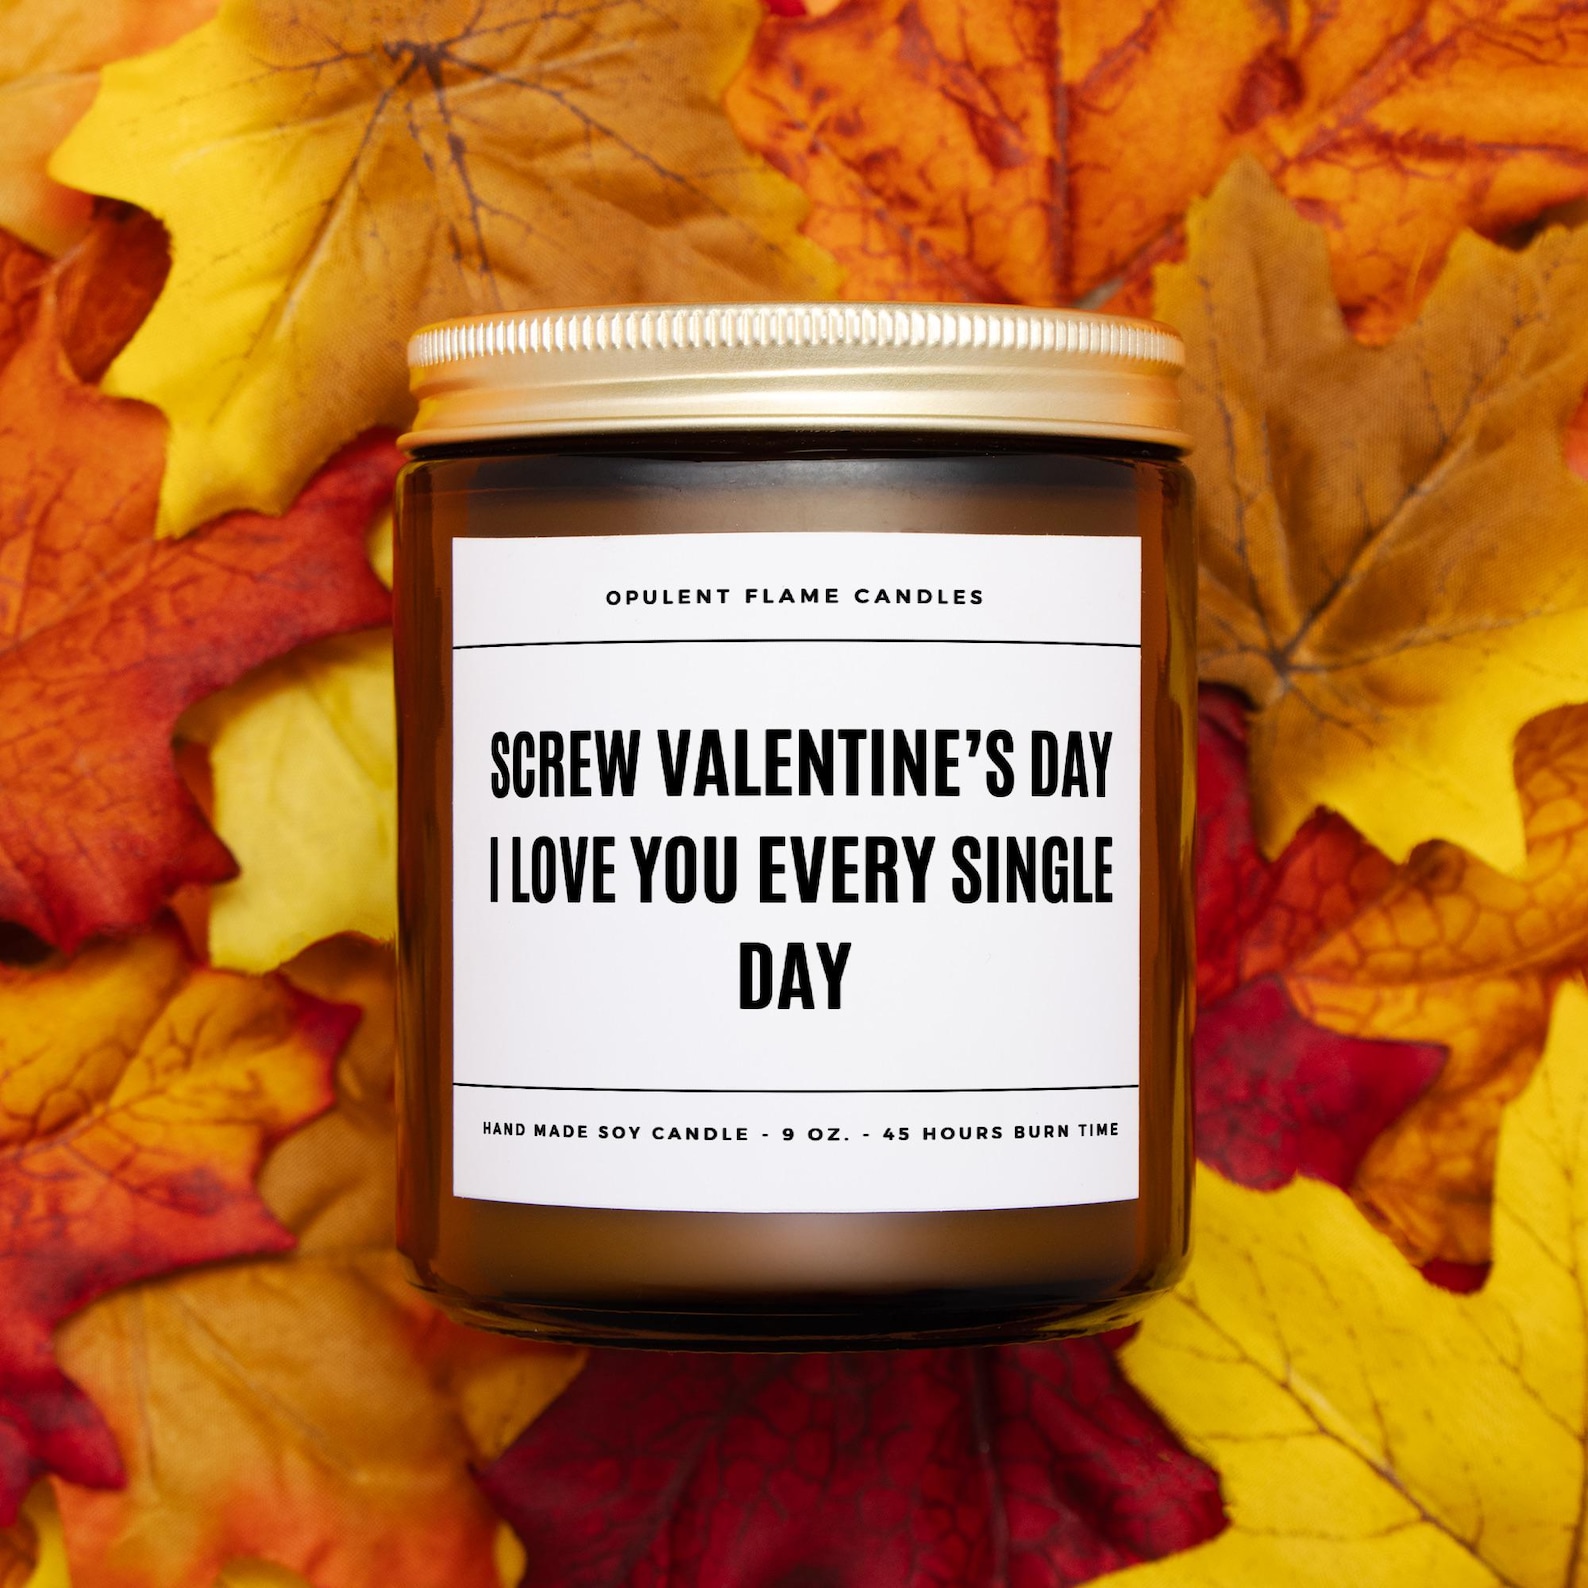 OPULENT FLAME CANDLES
SCREW VALENTINE’S DAY
I LOVE YOU EVERY SINGLE
DAY
HAND MADE SOY CANDLE - 9 OZ. - 45 HOURS BURN TIME